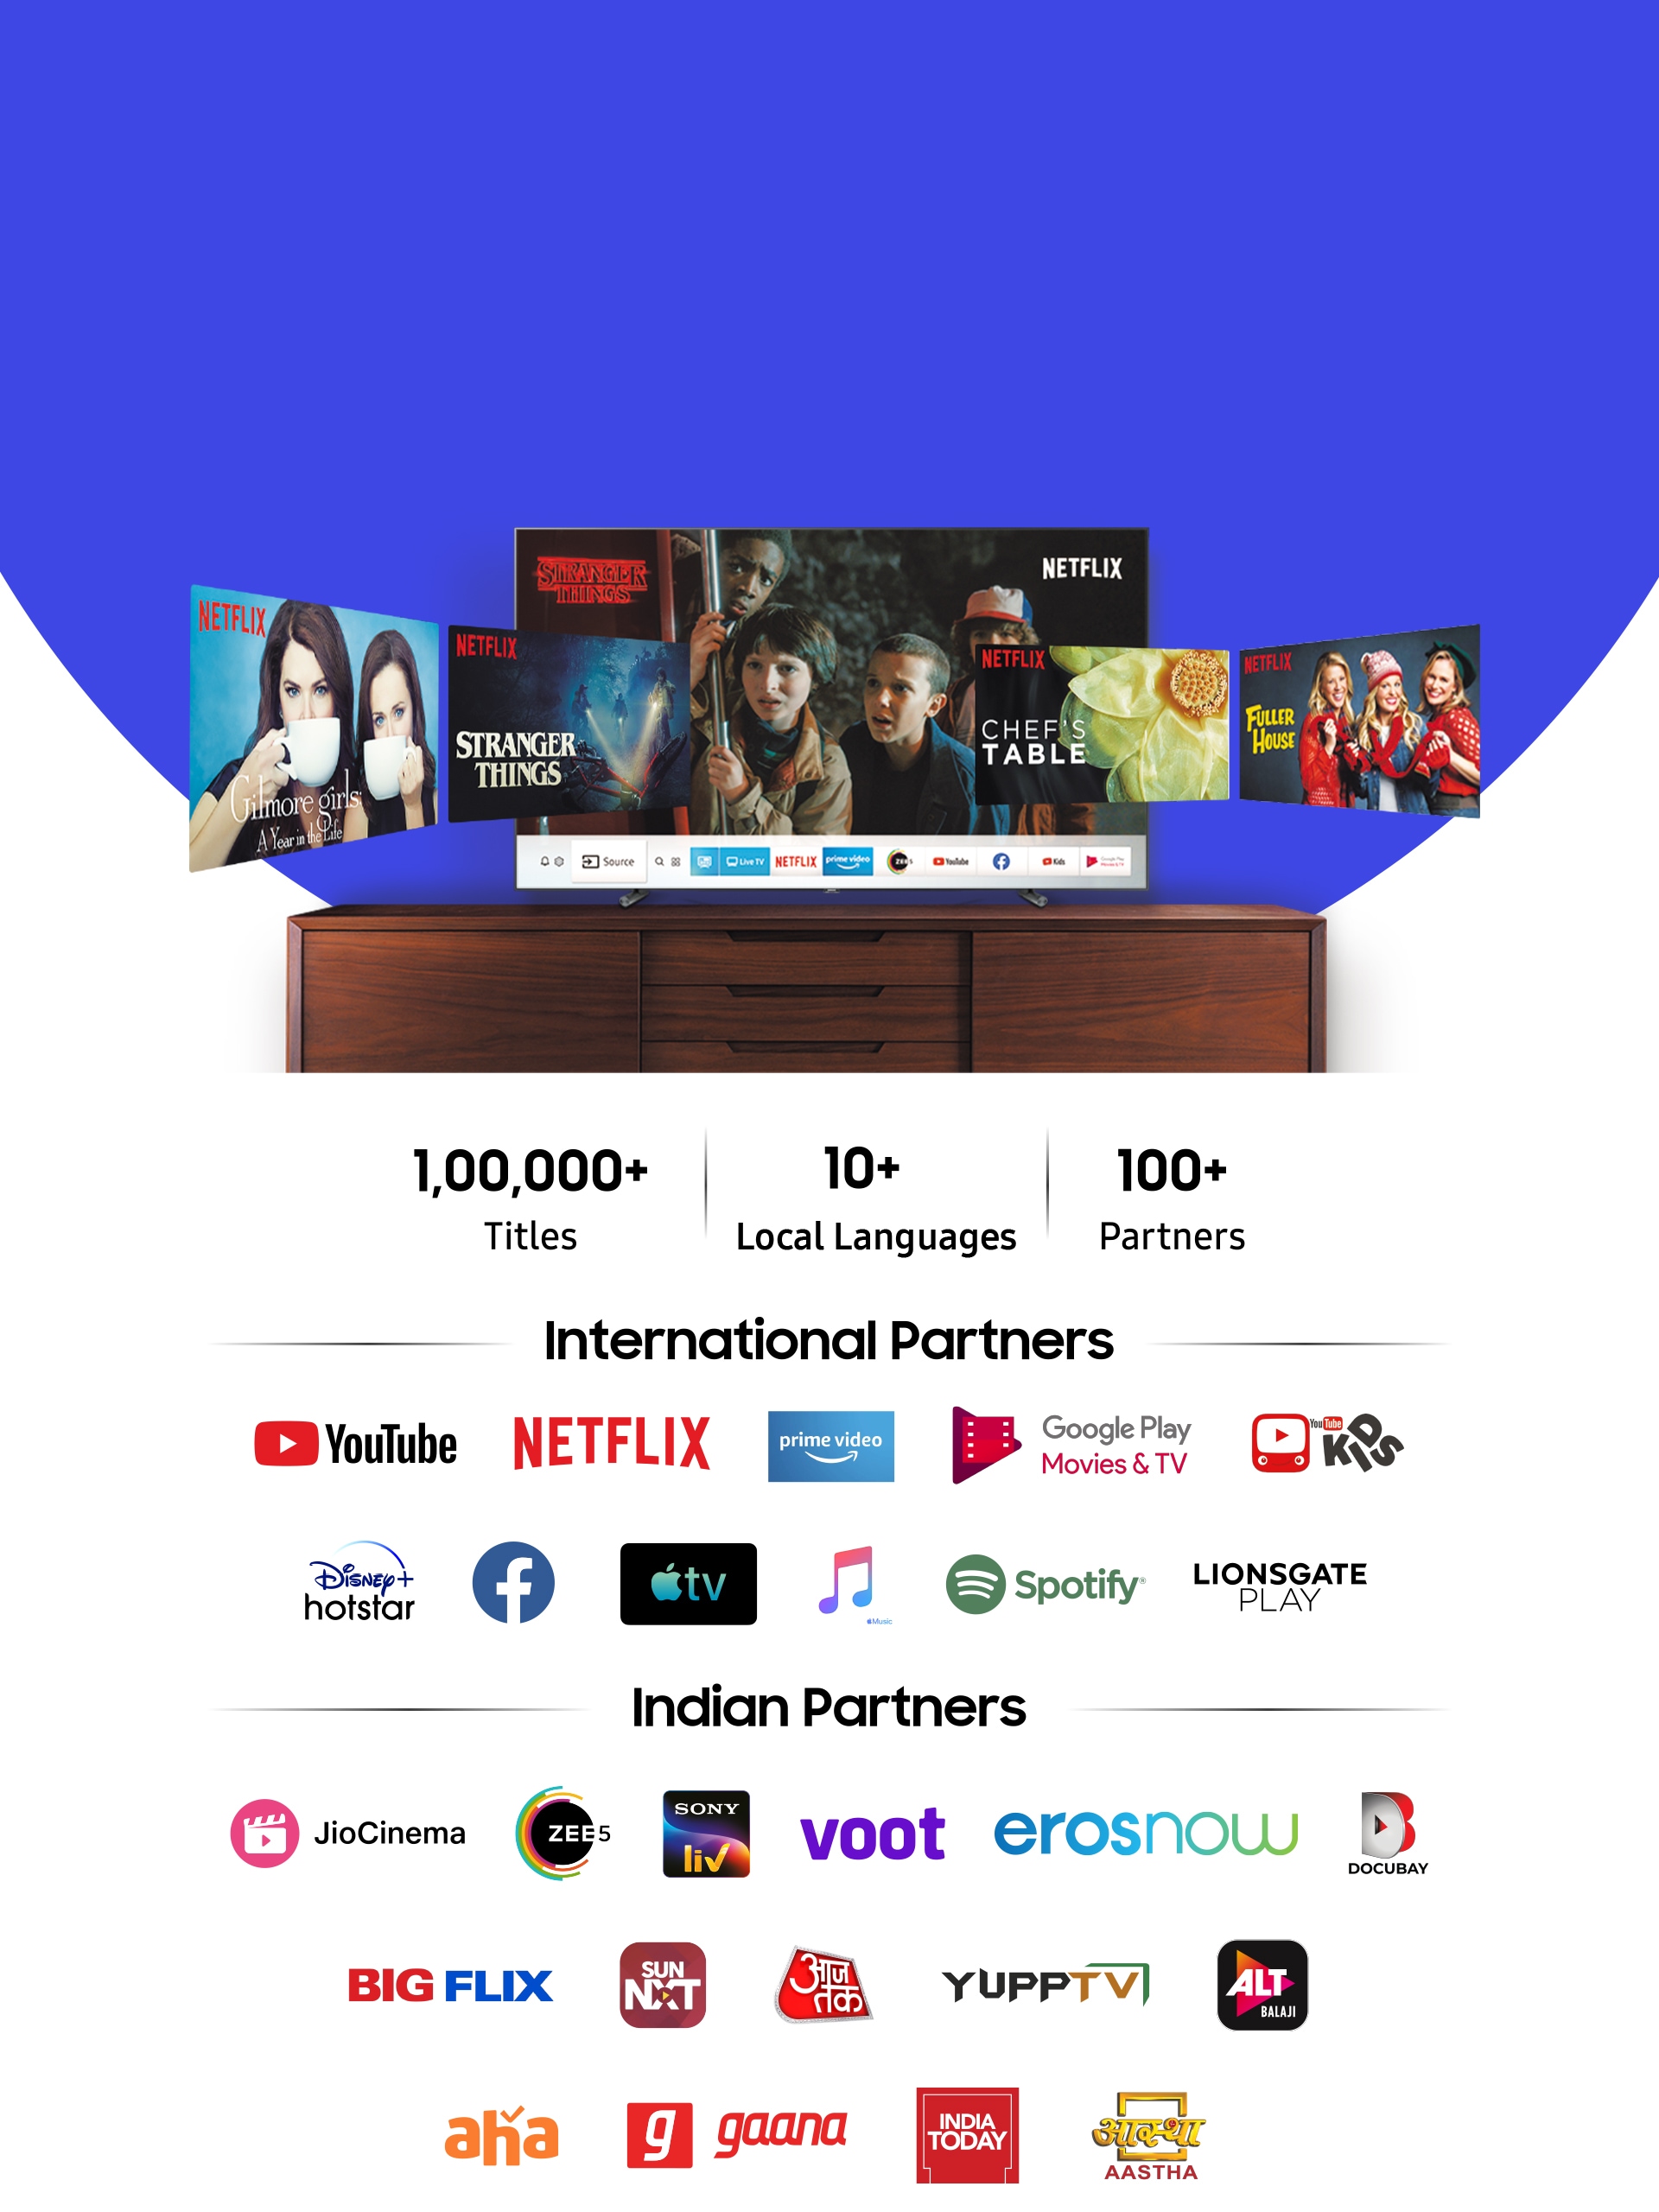 STRANGER
THINGS
NETFLIX
NETFLIX
Gilmore girls:
A Year in the Life
NETFLIX
STRANGER
THINGS
NETFLIX
CHEF'S
TABLE
NETFLIX
FULLER
HOUSE
Source
Live TV
NETFLIX
prime video
ZEE5
YouTube
Kids
Google Play
Movies & TV
1,00,000+
Titles
10+
Local Languages
100+
Partners
International Partners
YouTube
NETFLIX
prime video
Google Play
Movies & TV
YouTube
KIDS
Disney+
hotstar
tv
Music
Spotify®
LIONSGATE
PLAY
Indian Partners
JioCinema
ZEE5
SONY
liv
voot
erosnow
DOCUBAY
BIG FLIX
SUN
NXT
आज
तक
YUPPTV
ALT
BALAJI
aha
g gaana
INDIA
TODAY
आस्था
AASTHA